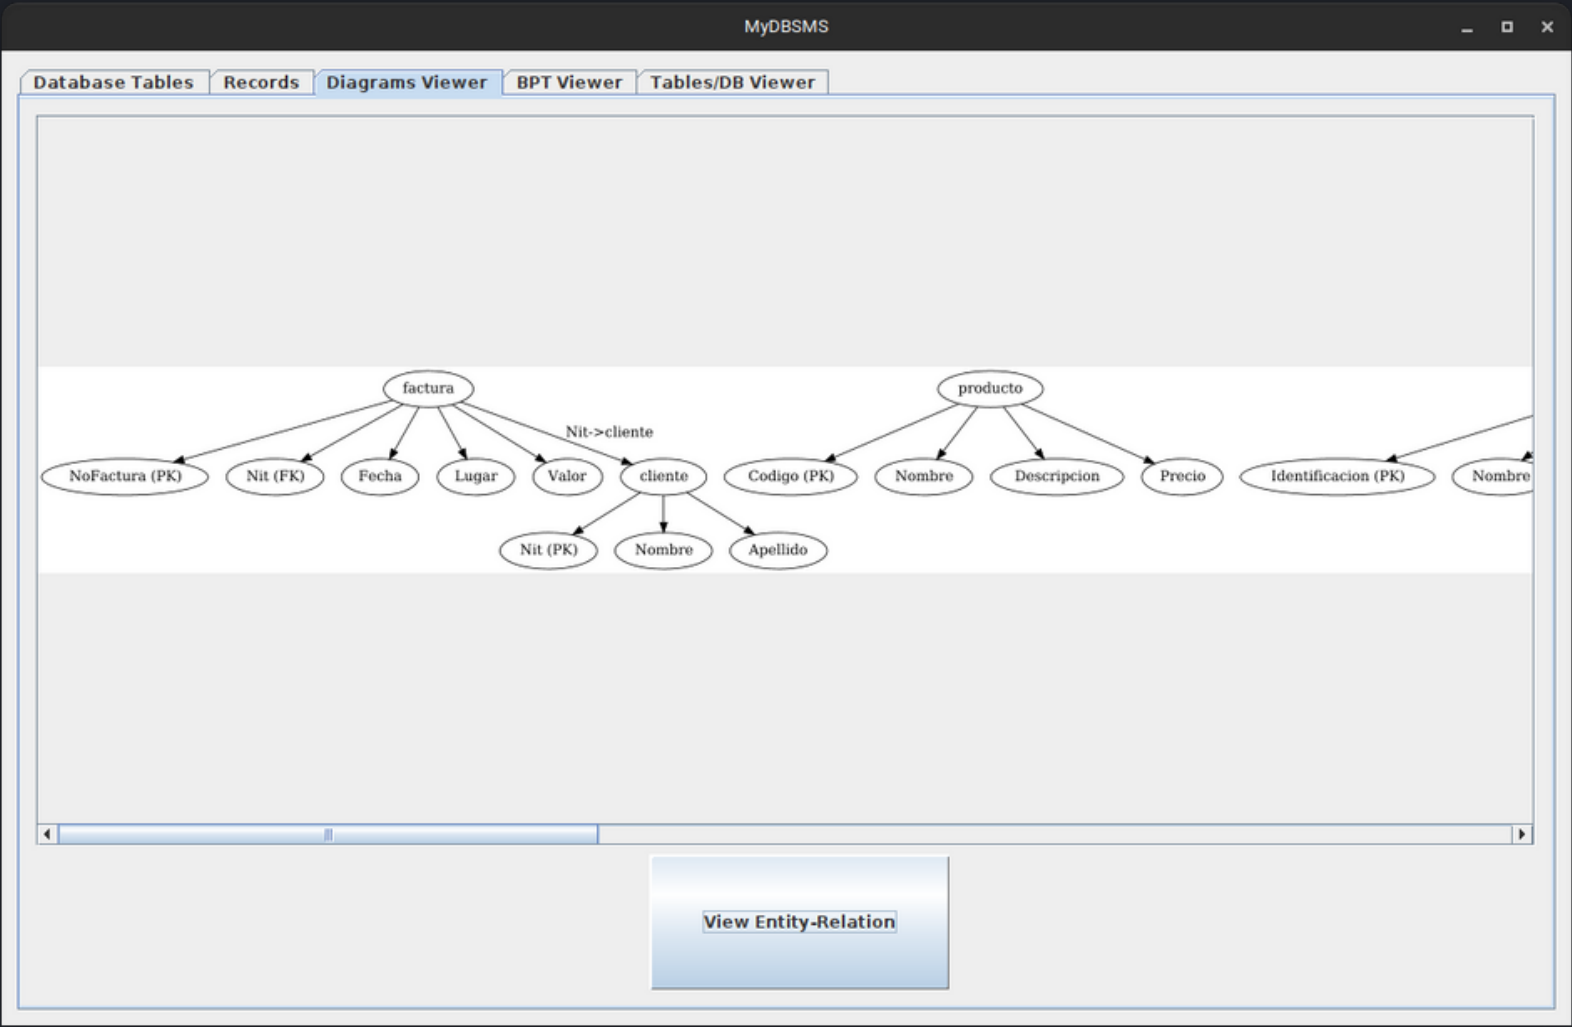 MyDBSMS
Database Tables
Records
Diagrams Viewer
BPT Viewer
Tables/DB Viewer
factura
producto
Nit->cliente
NoFactura (PK)
Nit (FK)
Fecha
Lugar
Valor
cliente
Codigo (PK)
Nombre
Descripcion
Precio
Identificacion (PK)
Nombre
Nit (PK)
Nombre
Apellido
View Entity-Relation